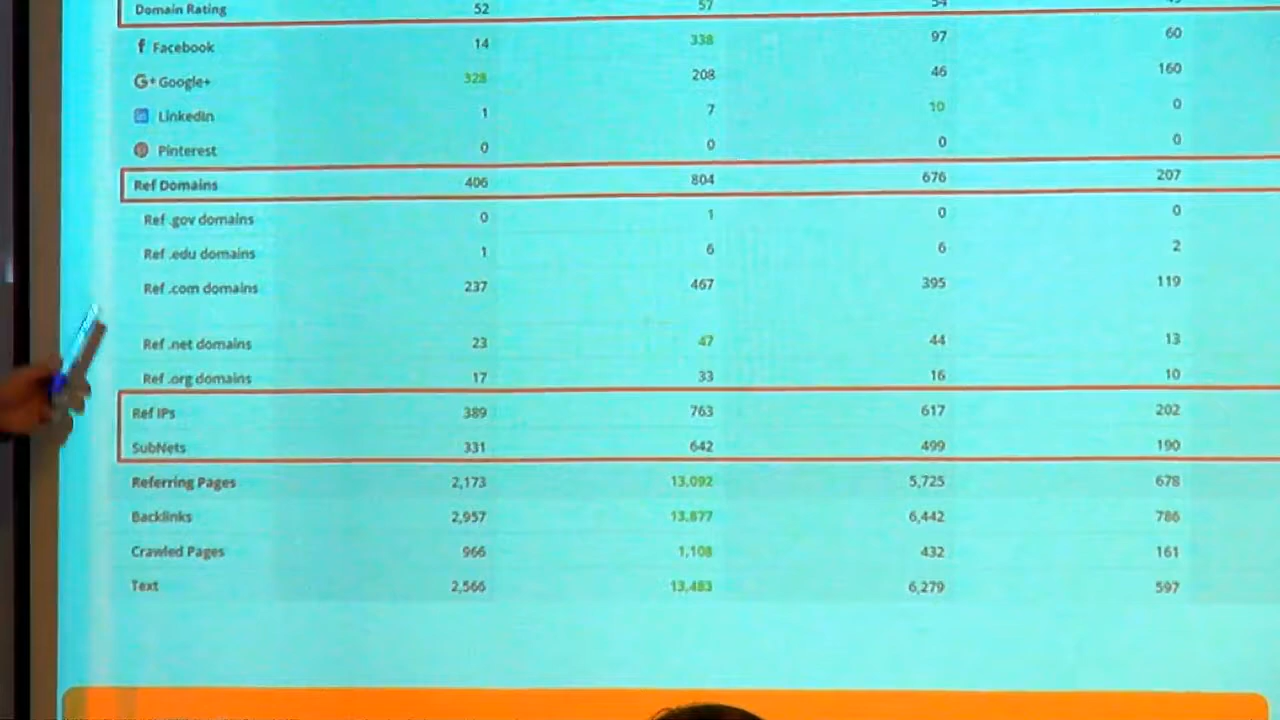 Domain Rating 52 57 54
Facebook 14 338 97 60
G+ Google+ 328 208 46 160
LinkedIn 1 7 10 0
Pinterest 0 0 0 0
Ref Domains 406 804 676 207
Ref .gov domains 0 1 0 0
Ref .edu domains 1 6 6 2
Ref .com domains 237 467 395 119
Ref .net domains 23 47 44 13
Ref .org domains 17 33 16 10
Ref IPs 389 763 617 202
SubNets 331 642 499 190
Referring Pages 2,173 13,092 5,725 678
Backlinks 2,957 13,877 6,442 786
Crawled Pages 966 1,108 432 161
Text 2,566 13,483 6,279 597